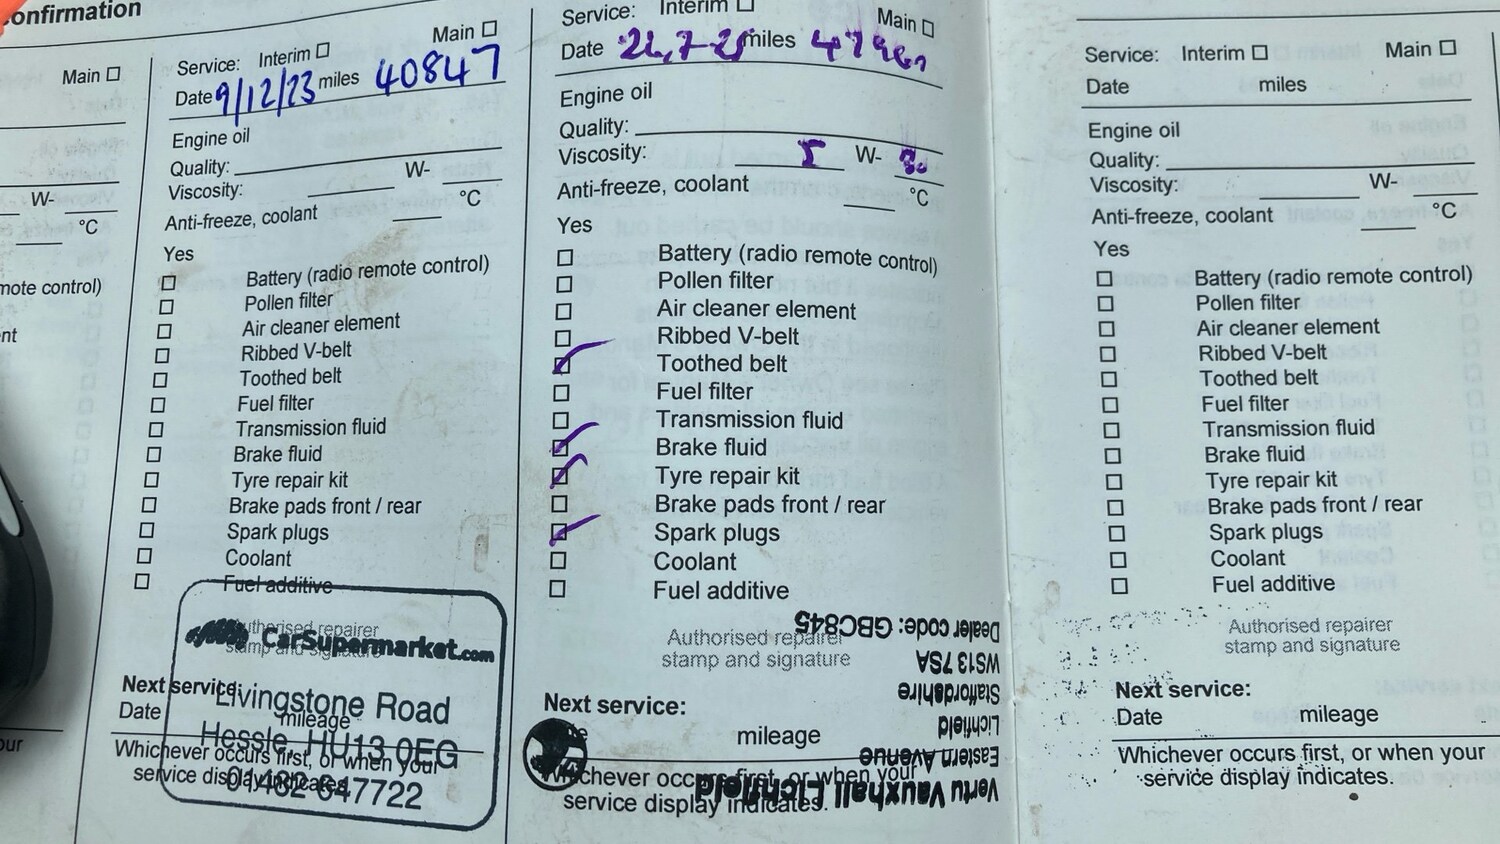 onfirmation
Main
W-
°C
mote control)
nt
our
Service: Interim Main
Date 9/12/23 miles 40847
Engine oil
Quality:
Viscosity: W-
Anti-freeze, coolant °C
Yes
Battery (radio remote control)
Pollen filter
Air cleaner element
Ribbed V-belt
Toothed belt
Fuel filter
Transmission fluid
Brake fluid
Tyre repair kit
Brake pads front / rear
Spark plugs
Coolant
Fuel additive
Authorised repairer
stamp and signature
CarSupermarket.com
Livingstone Road
Hessle, HU13 0EG
01482 647722
Next service:
Date mileage
Whichever occurs first, or when your
service display indicates.
Service: Interim Main
Date miles
Engine oil
Quality:
Viscosity: 5 W- 30
Anti-freeze, coolant °C
Yes
Battery (radio remote control)
Pollen filter
Air cleaner element
Ribbed V-belt
Toothed belt
Fuel filter
Transmission fluid
Brake fluid
Tyre repair kit
Brake pads front / rear
Spark plugs
Coolant
Fuel additive
Authorised repairer
stamp and signature
Next service:
mileage
Whichever occurs first, or when your
service display indicates.
Vertu Vauxhall Lichfield
Eastern Avenue
Lichfield
Staffordshire
WS13 7SA
Dealer code: GBC845
Service: Interim Main
Date miles
Engine oil
Quality:
Viscosity: W-
Anti-freeze, coolant °C
Yes
Battery (radio remote control)
Pollen filter
Air cleaner element
Ribbed V-belt
Toothed belt
Fuel filter
Transmission fluid
Brake fluid
Tyre repair kit
Brake pads front / rear
Spark plugs
Coolant
Fuel additive
Authorised repairer
stamp and signature
Next service:
Date mileage
Whichever occurs first, or when your
service display indicates.